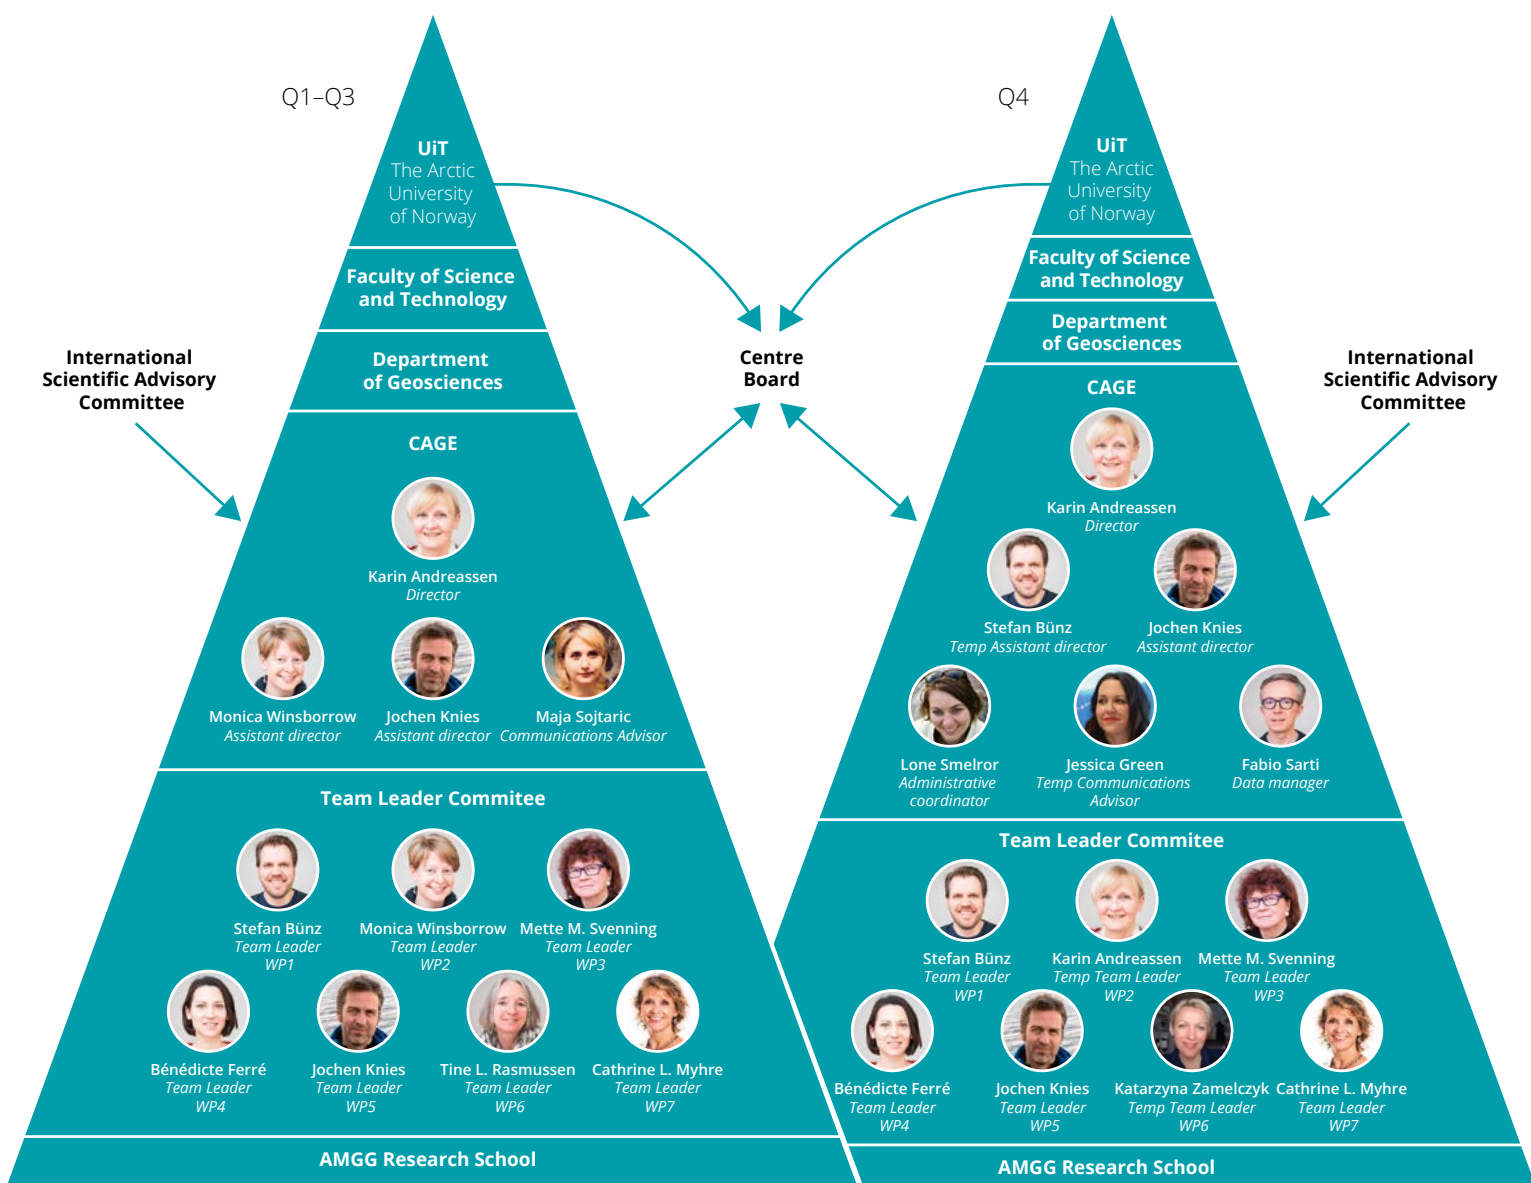 Q1–Q3
UiT
The Arctic
University
of Norway
Faculty of Science
and Technology
Department
of Geosciences
International
Scientific Advisory
Committee
CAGE
Karin Andreassen
Director
Monica Winsborrow
Assistant director
Jochen Knies
Assistant director
Maja Sojtaric
Communications Advisor
Team Leader Commitee
Stefan Bünz
Team Leader
WP1
Monica Winsborrow
Team Leader
WP2
Mette M. Svenning
Team Leader
WP3
Bénédicte Ferré
Team Leader
WP4
Jochen Knies
Team Leader
WP5
Tine L. Rasmussen
Team Leader
WP6
Cathrine L. Myhre
Team Leader
WP7
AMGG Research School
Centre
Board
Q4
UiT
The Arctic
University
of Norway
Faculty of Science
and Technology
Department
of Geosciences
International
Scientific Advisory
Committee
CAGE
Karin Andreassen
Director
Stefan Bünz
Temp Assistant director
Jochen Knies
Assistant director
Lone Smelror
Administrative
coordinator
Jessica Green
Temp Communications
Advisor
Fabio Sarti
Data manager
Team Leader Commitee
Stefan Bünz
Team Leader
WP1
Karin Andreassen
Temp Team Leader
WP2
Mette M. Svenning
Team Leader
WP3
Bénédicte Ferré
Team Leader
WP4
Jochen Knies
Team Leader
WP5
Katarzyna Zamelczyk
Temp Team Leader
WP6
Cathrine L. Myhre
Team Leader
WP7
AMGG Research School